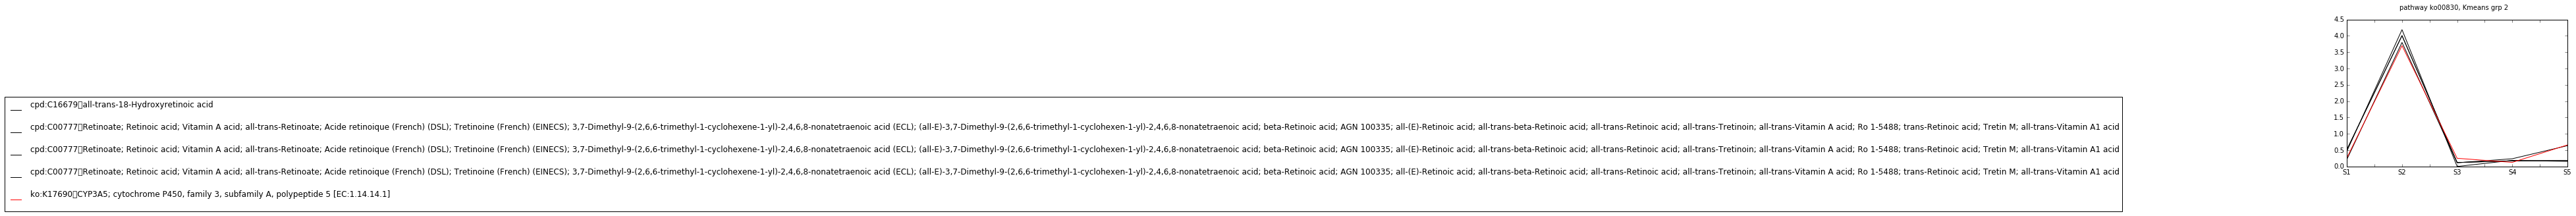 pathway ko00830, Kmeans grp 2
4.5
4.0
3.5
3.0
2.5
2.0
1.5
1.0
0.5
0.0
S1 S2 S3 S4 S5
cpd:C16679▯all-trans-18-Hydroxyretinoic acid
cpd:C00777▯Retinoate; Retinoic acid; Vitamin A acid; all-trans-Retinoate; Acide retinoique (French) (DSL); Tretinoine (French) (EINECS); 3,7-Dimethyl-9-(2,6,6-trimethyl-1-cyclohexene-1-yl)-2,4,6,8-nonatetraenoic acid (ECL); (all-E)-3,7-Dimethyl-9-(2,6,6-trimethyl-1-cyclohexen-1-yl)-2,4,6,8-nonatetraenoic acid; beta-Retinoic acid; AGN 100335; all-(E)-Retinoic acid; all-trans-beta-Retinoic acid; all-trans-Retinoic acid; all-trans-Tretinoin; all-trans-Vitamin A acid; Ro 1-5488; trans-Retinoic acid; Tretin M; all-trans-Vitamin A1 acid
cpd:C00777▯Retinoate; Retinoic acid; Vitamin A acid; all-trans-Retinoate; Acide retinoique (French) (DSL); Tretinoine (French) (EINECS); 3,7-Dimethyl-9-(2,6,6-trimethyl-1-cyclohexene-1-yl)-2,4,6,8-nonatetraenoic acid (ECL); (all-E)-3,7-Dimethyl-9-(2,6,6-trimethyl-1-cyclohexen-1-yl)-2,4,6,8-nonatetraenoic acid; beta-Retinoic acid; AGN 100335; all-(E)-Retinoic acid; all-trans-beta-Retinoic acid; all-trans-Retinoic acid; all-trans-Tretinoin; all-trans-Vitamin A acid; Ro 1-5488; trans-Retinoic acid; Tretin M; all-trans-Vitamin A1 acid
cpd:C00777▯Retinoate; Retinoic acid; Vitamin A acid; all-trans-Retinoate; Acide retinoique (French) (DSL); Tretinoine (French) (EINECS); 3,7-Dimethyl-9-(2,6,6-trimethyl-1-cyclohexene-1-yl)-2,4,6,8-nonatetraenoic acid (ECL); (all-E)-3,7-Dimethyl-9-(2,6,6-trimethyl-1-cyclohexen-1-yl)-2,4,6,8-nonatetraenoic acid; beta-Retinoic acid; AGN 100335; all-(E)-Retinoic acid; all-trans-beta-Retinoic acid; all-trans-Retinoic acid; all-trans-Tretinoin; all-trans-Vitamin A acid; Ro 1-5488; trans-Retinoic acid; Tretin M; all-trans-Vitamin A1 acid
ko:K17690▯CYP3A5; cytochrome P450, family 3, subfamily A, polypeptide 5 [EC:1.14.14.1]